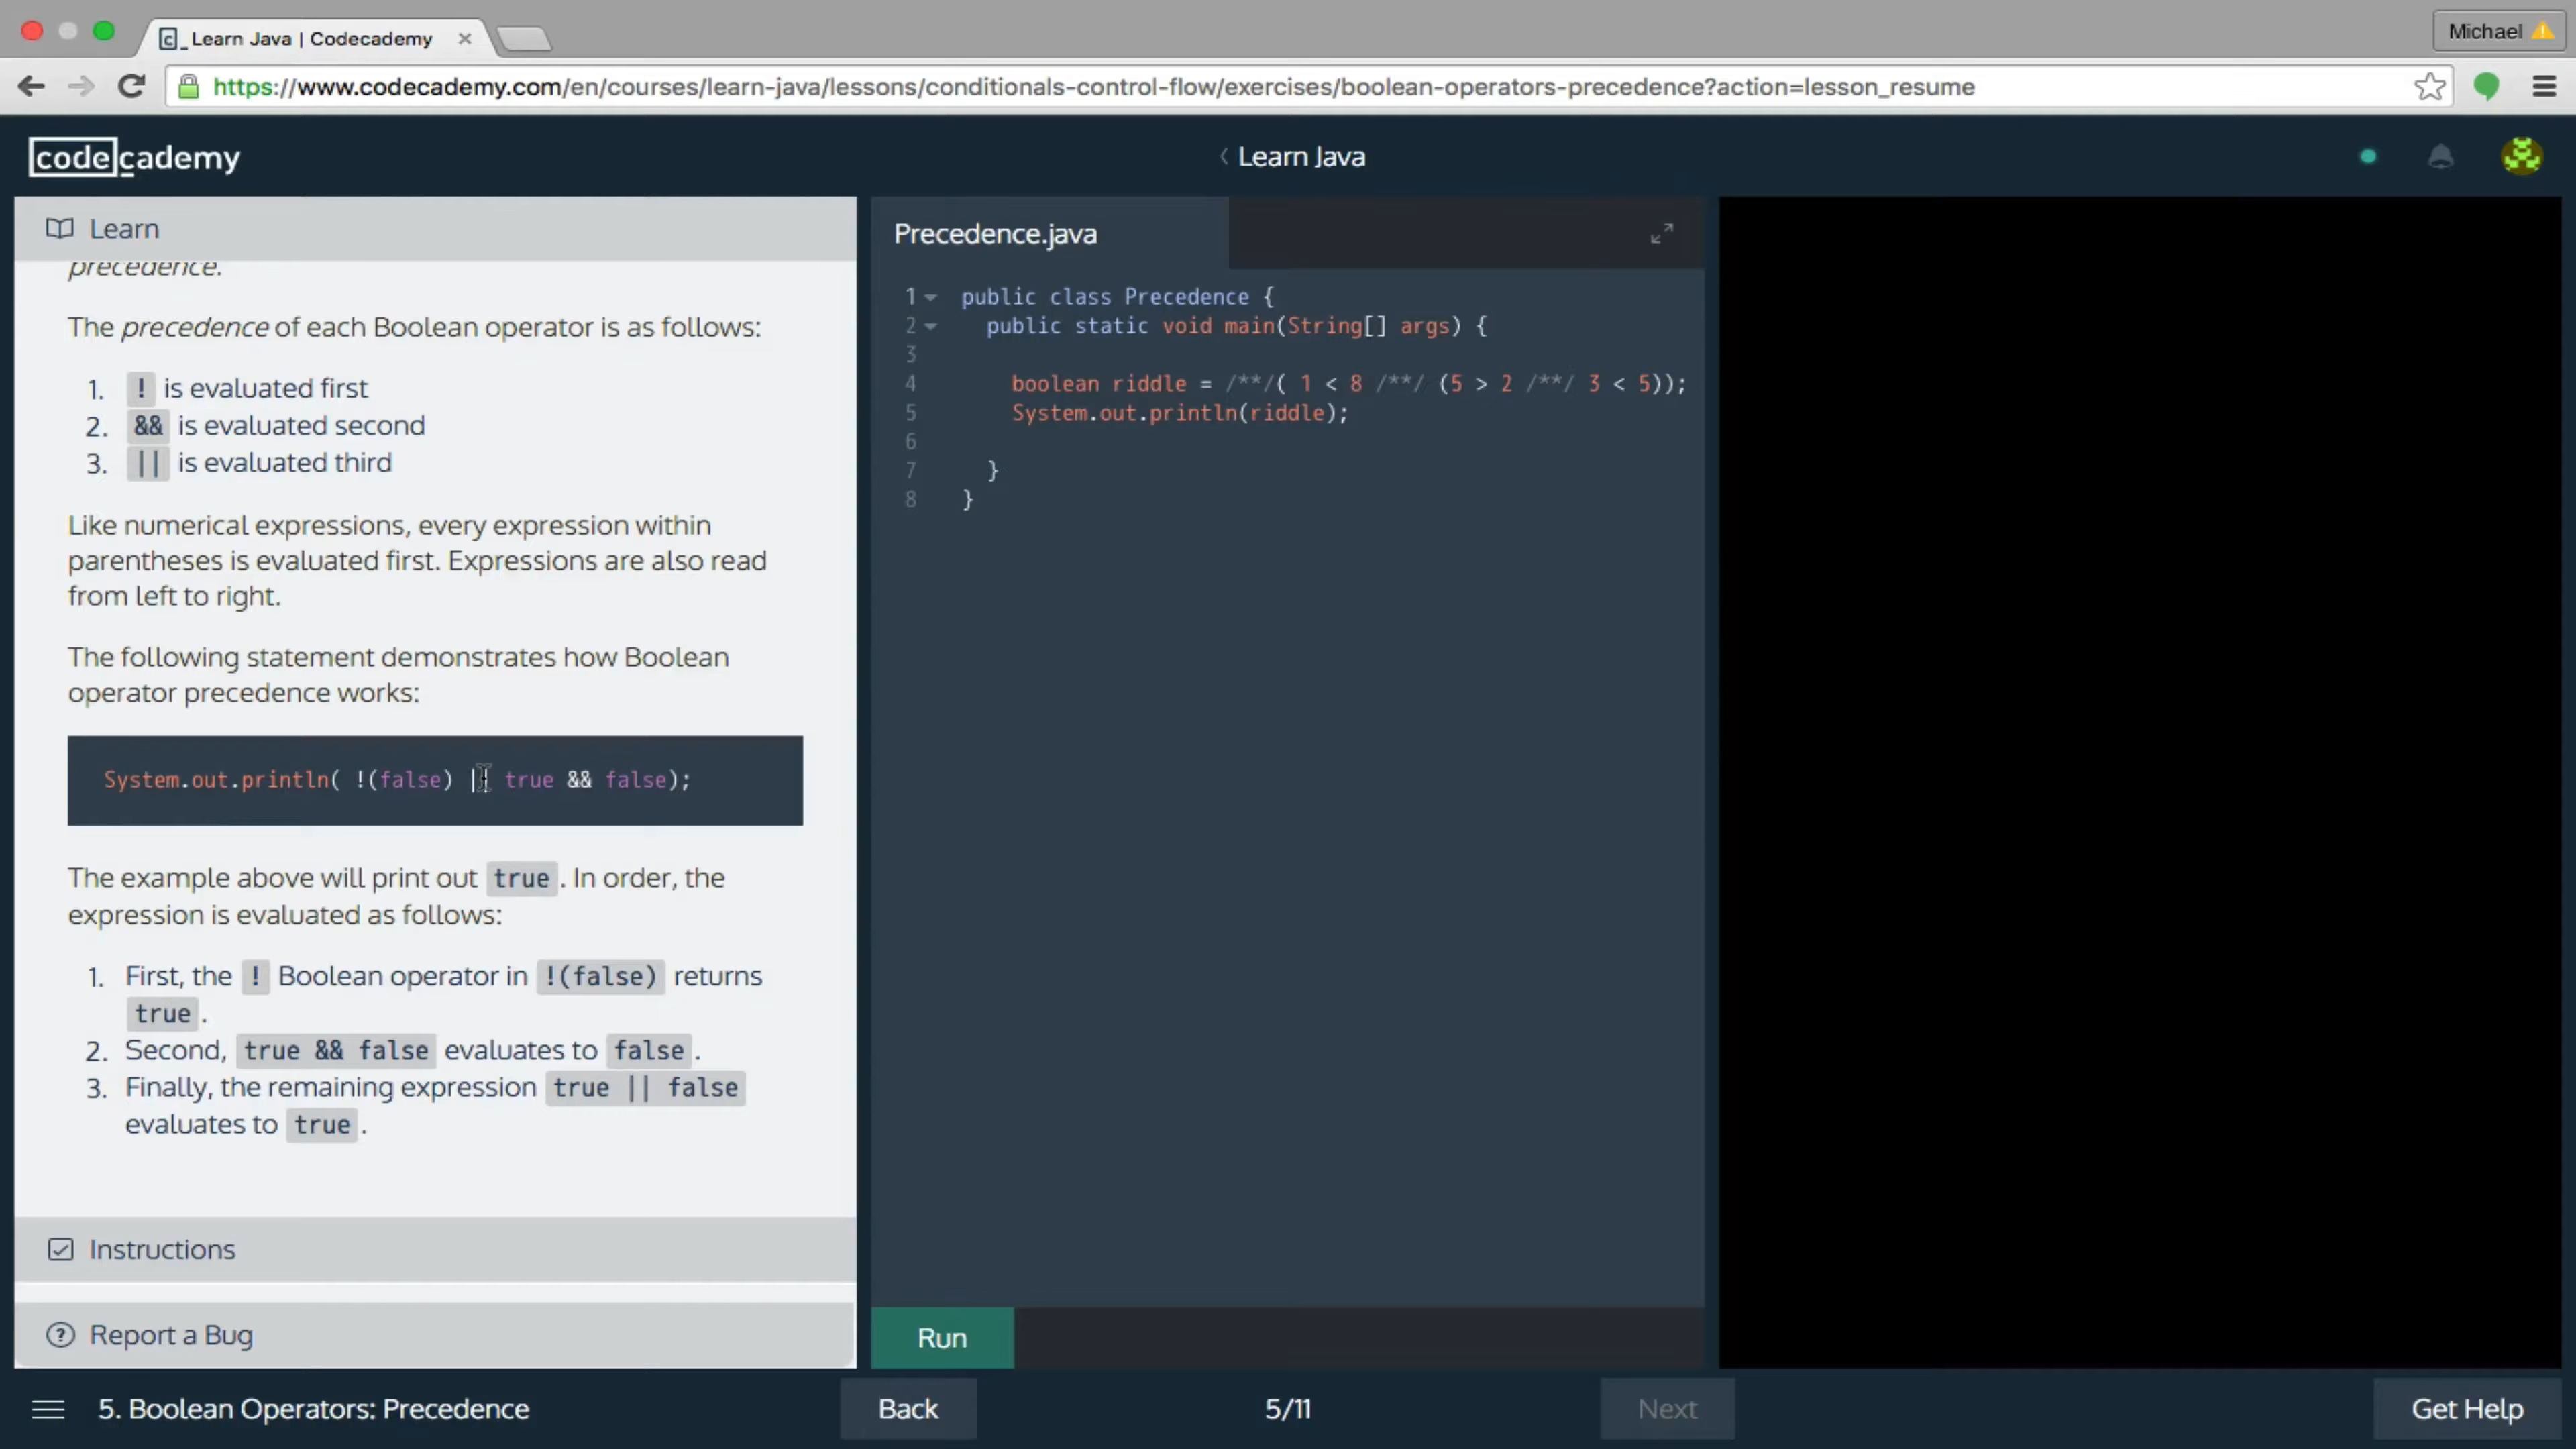 Learn Java | Codecademy
Michael
https://www.codecademy.com/en/courses/learn-java/lessons/conditionals-control-flow/exercises/boolean-operators-precedence?action=lesson_resume
codecademy
Learn Java
Learn
precedence.
The precedence of each Boolean operator is as follows:
1. ! is evaluated first
2. && is evaluated second
3. || is evaluated third
Like numerical expressions, every expression within
parentheses is evaluated first. Expressions are also read
from left to right.
The following statement demonstrates how Boolean
operator precedence works:
System.out.println( !(false) || true && false);
The example above will print out true . In order, the
expression is evaluated as follows:
1. First, the ! Boolean operator in !(false) returns
true .
2. Second, true && false evaluates to false .
3. Finally, the remaining expression true || false
evaluates to true .
Instructions
Report a Bug
Precedence.java
1 public class Precedence {
2 public static void main(String[] args) {
3
4 boolean riddle = /**/( 1 < 8 /**/ (5 > 2 /**/ 3 < 5));
5 System.out.println(riddle);
6
7 }
8 }
Run
5. Boolean Operators: Precedence
Back
5/11
Next
Get Help